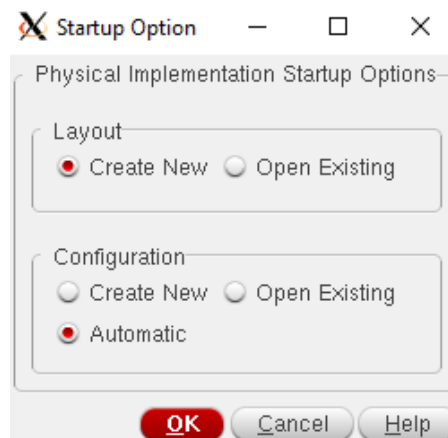 Startup Option
Physical Implementation Startup Options
Layout
Create New Open Existing
Configuration
Create New Open Existing
Automatic
OK Cancel Help